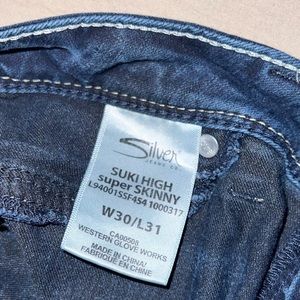 Silver
JEANS CO.
SUKI HIGH
super SKINNY
L94001SSF454 1000317
W30/L31
CA00508
WESTERN GLOVE WORKS
MADE IN CHINA/
FABRIQUÉ EN CHINE